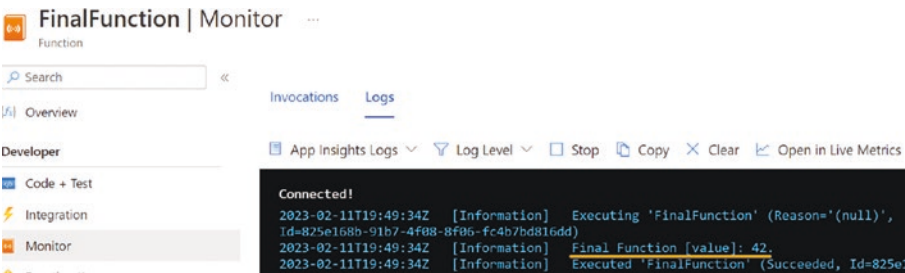 FinalFunction | Monitor ...
Function
Search
«
Overview
Developer
Code + Test
Integration
Monitor
Invocations Logs
App Insights Logs Log Level Stop Copy Clear Open in Live Metrics
Connected!
2023-02-11T19:49:34Z [Information] Executing 'FinalFunction' (Reason='(null)',
Id=825e168b-91b7-4f08-8f06-fc4b7bd816dd)
2023-02-11T19:49:34Z [Information] Final Function [value]: 42.
2023-02-11T19:49:34Z [Information] Executed 'FinalFunction' (Succeeded, Id=825e1